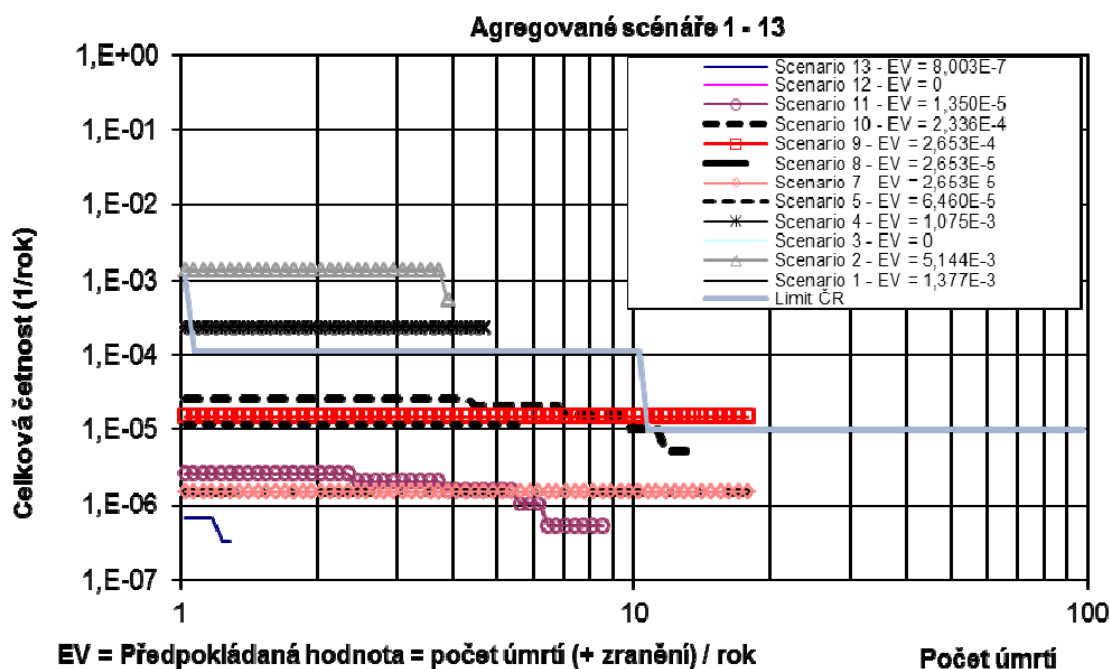 Agregované scénáře 1 - 13
Celková četnost (1/rok)
1,E+00
1,E-01
1,E-02
1,E-03
1,E-04
1,E-05
1,E-06
1,E-07
Scenario 13 - EV = 8,003E-7
Scenario 12 - EV = 0
Scenario 11 - EV = 1,350E-5
Scenario 10 - EV = 2,336E-4
Scenario 9 - EV = 2,653E-4
Scenario 8 - EV = 2,653E-5
Scenario 7 EV = 2,653E 5
Scenario 5 - EV = 6,460E-5
Scenario 4 - EV = 1,075E-3
Scenario 3 - EV = 0
Scenario 2 - EV = 5,144E-3
Scenario 1 - EV = 1,377E-3
Limit ČR
1
10
100
EV = Předpokládaná hodnota = počet úmrtí (+ zranění) / rok
Počet úmrtí